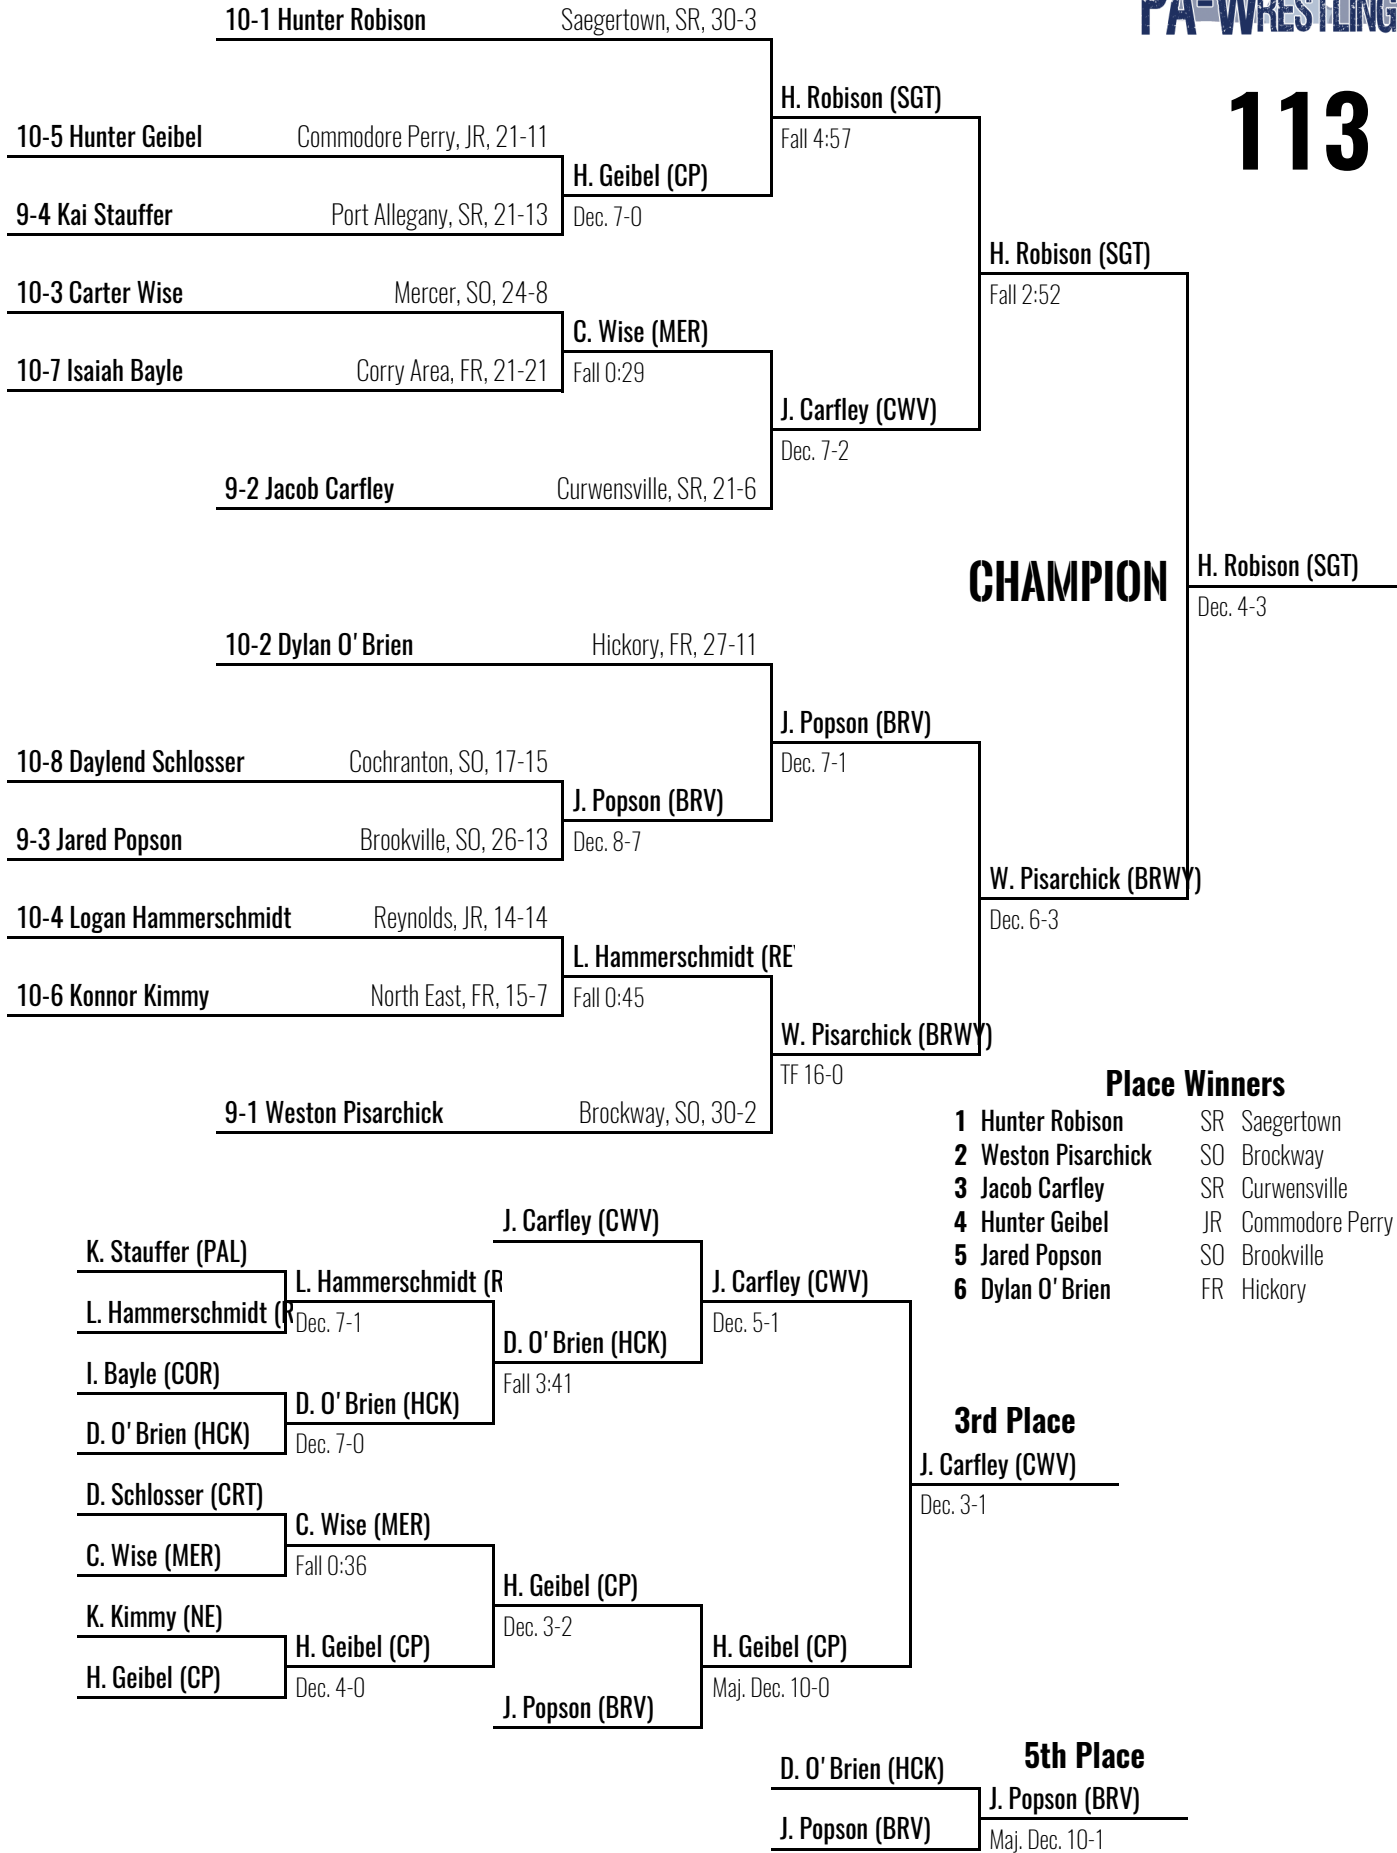 PA-WRESTLING
113
10-1 Hunter Robison Saegertown, SR, 30-3
H. Robison (SGT)
Fall 4:57
10-5 Hunter Geibel Commodore Perry, JR, 21-11
H. Geibel (CP)
Dec. 7-0
9-4 Kai Stauffer Port Allegany, SR, 21-13
H. Robison (SGT)
Fall 2:52
10-3 Carter Wise Mercer, SO, 24-8
C. Wise (MER)
Fall 0:29
10-7 Isaiah Bayle Corry Area, FR, 21-21
J. Carfley (CWV)
Dec. 7-2
9-2 Jacob Carfley Curwensville, SR, 21-6
CHAMPION
H. Robison (SGT)
Dec. 4-3
10-2 Dylan O'Brien Hickory, FR, 27-11
J. Popson (BRV)
Dec. 7-1
10-8 Daylend Schlosser Cochranton, SO, 17-15
J. Popson (BRV)
Dec. 8-7
9-3 Jared Popson Brookville, SO, 26-13
W. Pisarchick (BRWY)
Dec. 6-3
10-4 Logan Hammerschmidt Reynolds, JR, 14-14
L. Hammerschmidt (RE
Fall 0:45
10-6 Konnor Kimmy North East, FR, 15-7
W. Pisarchick (BRWY)
TF 16-0
9-1 Weston Pisarchick Brockway, SO, 30-2
Place Winners
1 Hunter Robison SR Saegertown
2 Weston Pisarchick SO Brockway
3 Jacob Carfley SR Curwensville
4 Hunter Geibel JR Commodore Perry
5 Jared Popson SO Brookville
6 Dylan O'Brien FR Hickory
J. Carfley (CWV)
K. Stauffer (PAL)
L. Hammerschmidt (R
Dec. 7-1
L. Hammerschmidt (R
J. Carfley (CWV)
Dec. 5-1
D. O'Brien (HCK)
Fall 3:41
I. Bayle (COR)
D. O'Brien (HCK)
Dec. 7-0
D. O'Brien (HCK)
3rd Place
J. Carfley (CWV)
Dec. 3-1
D. Schlosser (CRT)
C. Wise (MER)
Fall 0:36
C. Wise (MER)
H. Geibel (CP)
Dec. 3-2
K. Kimmy (NE)
H. Geibel (CP)
Dec. 4-0
H. Geibel (CP)
H. Geibel (CP)
Maj. Dec. 10-0
J. Popson (BRV)
5th Place
D. O'Brien (HCK)
J. Popson (BRV)
Maj. Dec. 10-1
J. Popson (BRV)